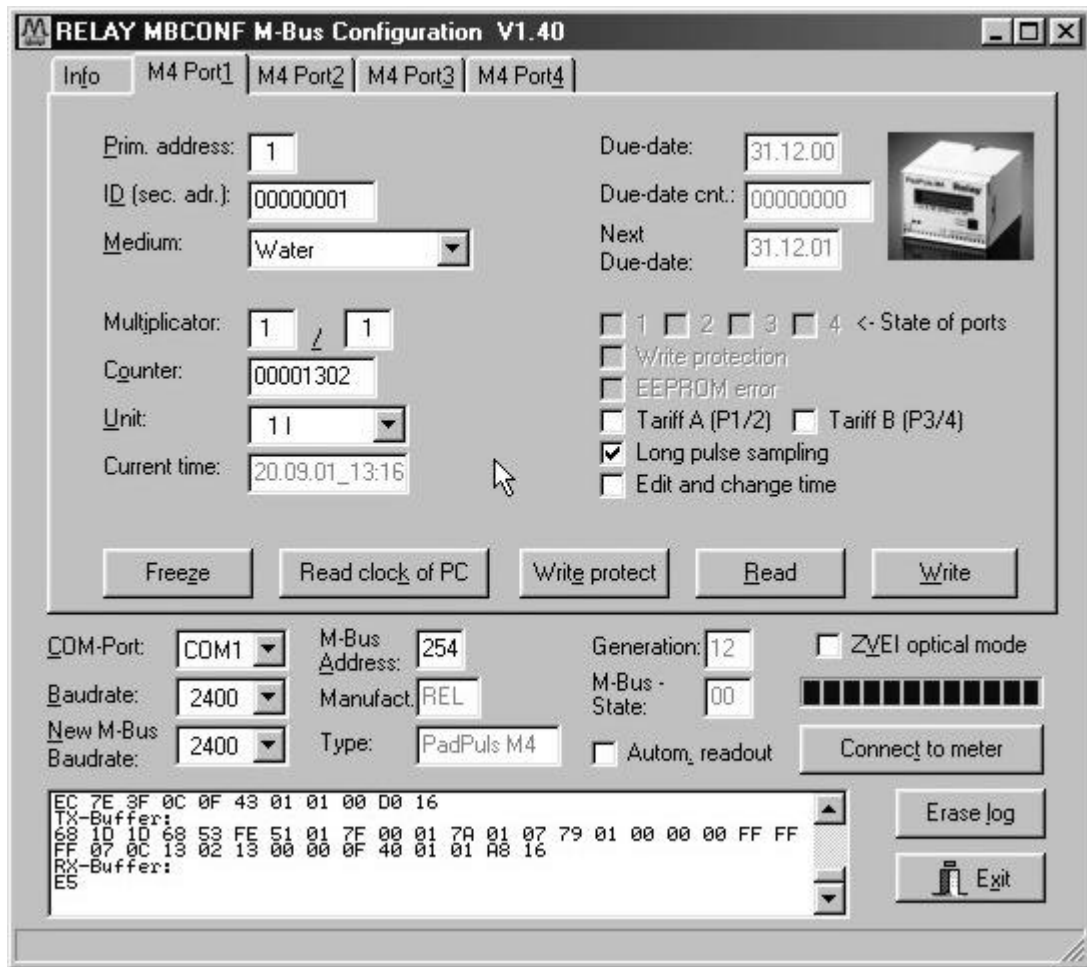 RELAY MBCONF M-Bus Configuration V1.40
Info M4 Port1 M4 Port2 M4 Port3 M4 Port4
Prim. address: 1
ID (sec. adr.): 00000001
Medium: Water
Due-date: 31.12.00
Due-date cnt.: 00000000
Next
Due-date: 31.12.01
Multiplicator: 1 / 1
Counter: 00001302
Unit: 1 l
Current time: 20.09.01_13:16
1 2 3 4 <- State of ports
Write protection
EEPROM error
Tariff A (P1/2) Tariff B (P3/4)
Long pulse sampling
Edit and change time
Freeze Read clock of PC Write protect Read Write
COM-Port: COM1
Baudrate: 2400
New M-Bus
Baudrate: 2400
M-Bus
Address: 254
Manufact. REL
Type: PadPuls M4
Generation: 12
M-Bus -
State: 00
Autom. readout
ZVEI optical mode
Connect to meter
EC 7E 3F 0C 0F 43 01 01 00 D0 16
TX-Buffer:
68 1D 1D 68 53 FE 51 01 7F 00 01 7A 01 07 79 01 00 00 00 FF FF
FF 07 0C 13 02 13 00 00 0F 40 01 01 A8 16
RX-Buffer:
E5
Erase log
Exit